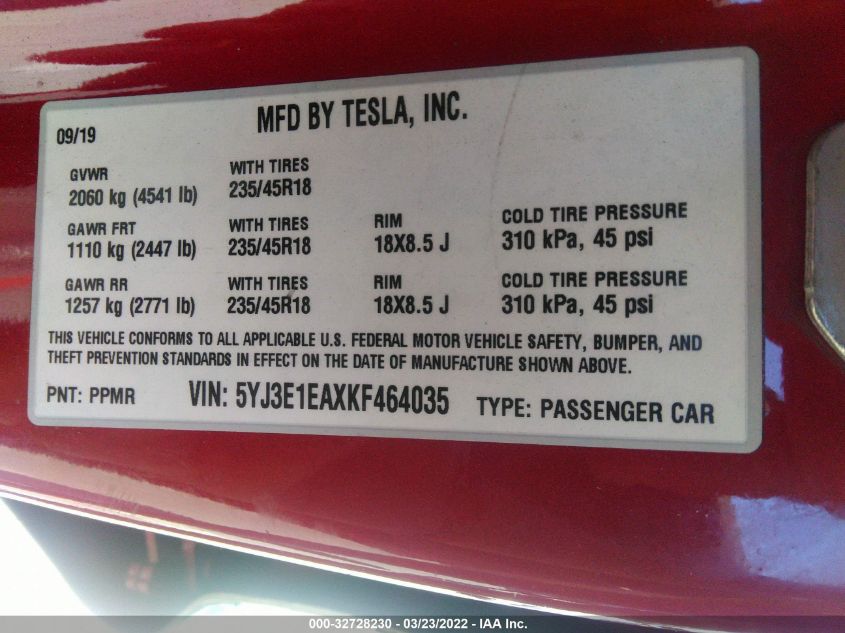 MFD BY TESLA, INC.
09/19
GVWR
2060 kg (4541 lb)
WITH TIRES
235/45R18
GAWR FRT
1110 kg (2447 lb)
WITH TIRES
235/45R18
RIM
18X8.5 J
COLD TIRE PRESSURE
310 kPa, 45 psi
GAWR RR
1257 kg (2771 lb)
WITH TIRES
235/45R18
RIM
18X8.5 J
COLD TIRE PRESSURE
310 kPa, 45 psi
THIS VEHICLE CONFORMS TO ALL APPLICABLE U.S. FEDERAL MOTOR VEHICLE SAFETY, BUMPER, AND
THEFT PREVENTION STANDARDS IN EFFECT ON THE DATE OF MANUFACTURE SHOWN ABOVE.
PNT: PPMR VIN: 5YJ3E1EAXKF464035 TYPE: PASSENGER CAR
000-32728230 - 03/23/2022 - IAA Inc.